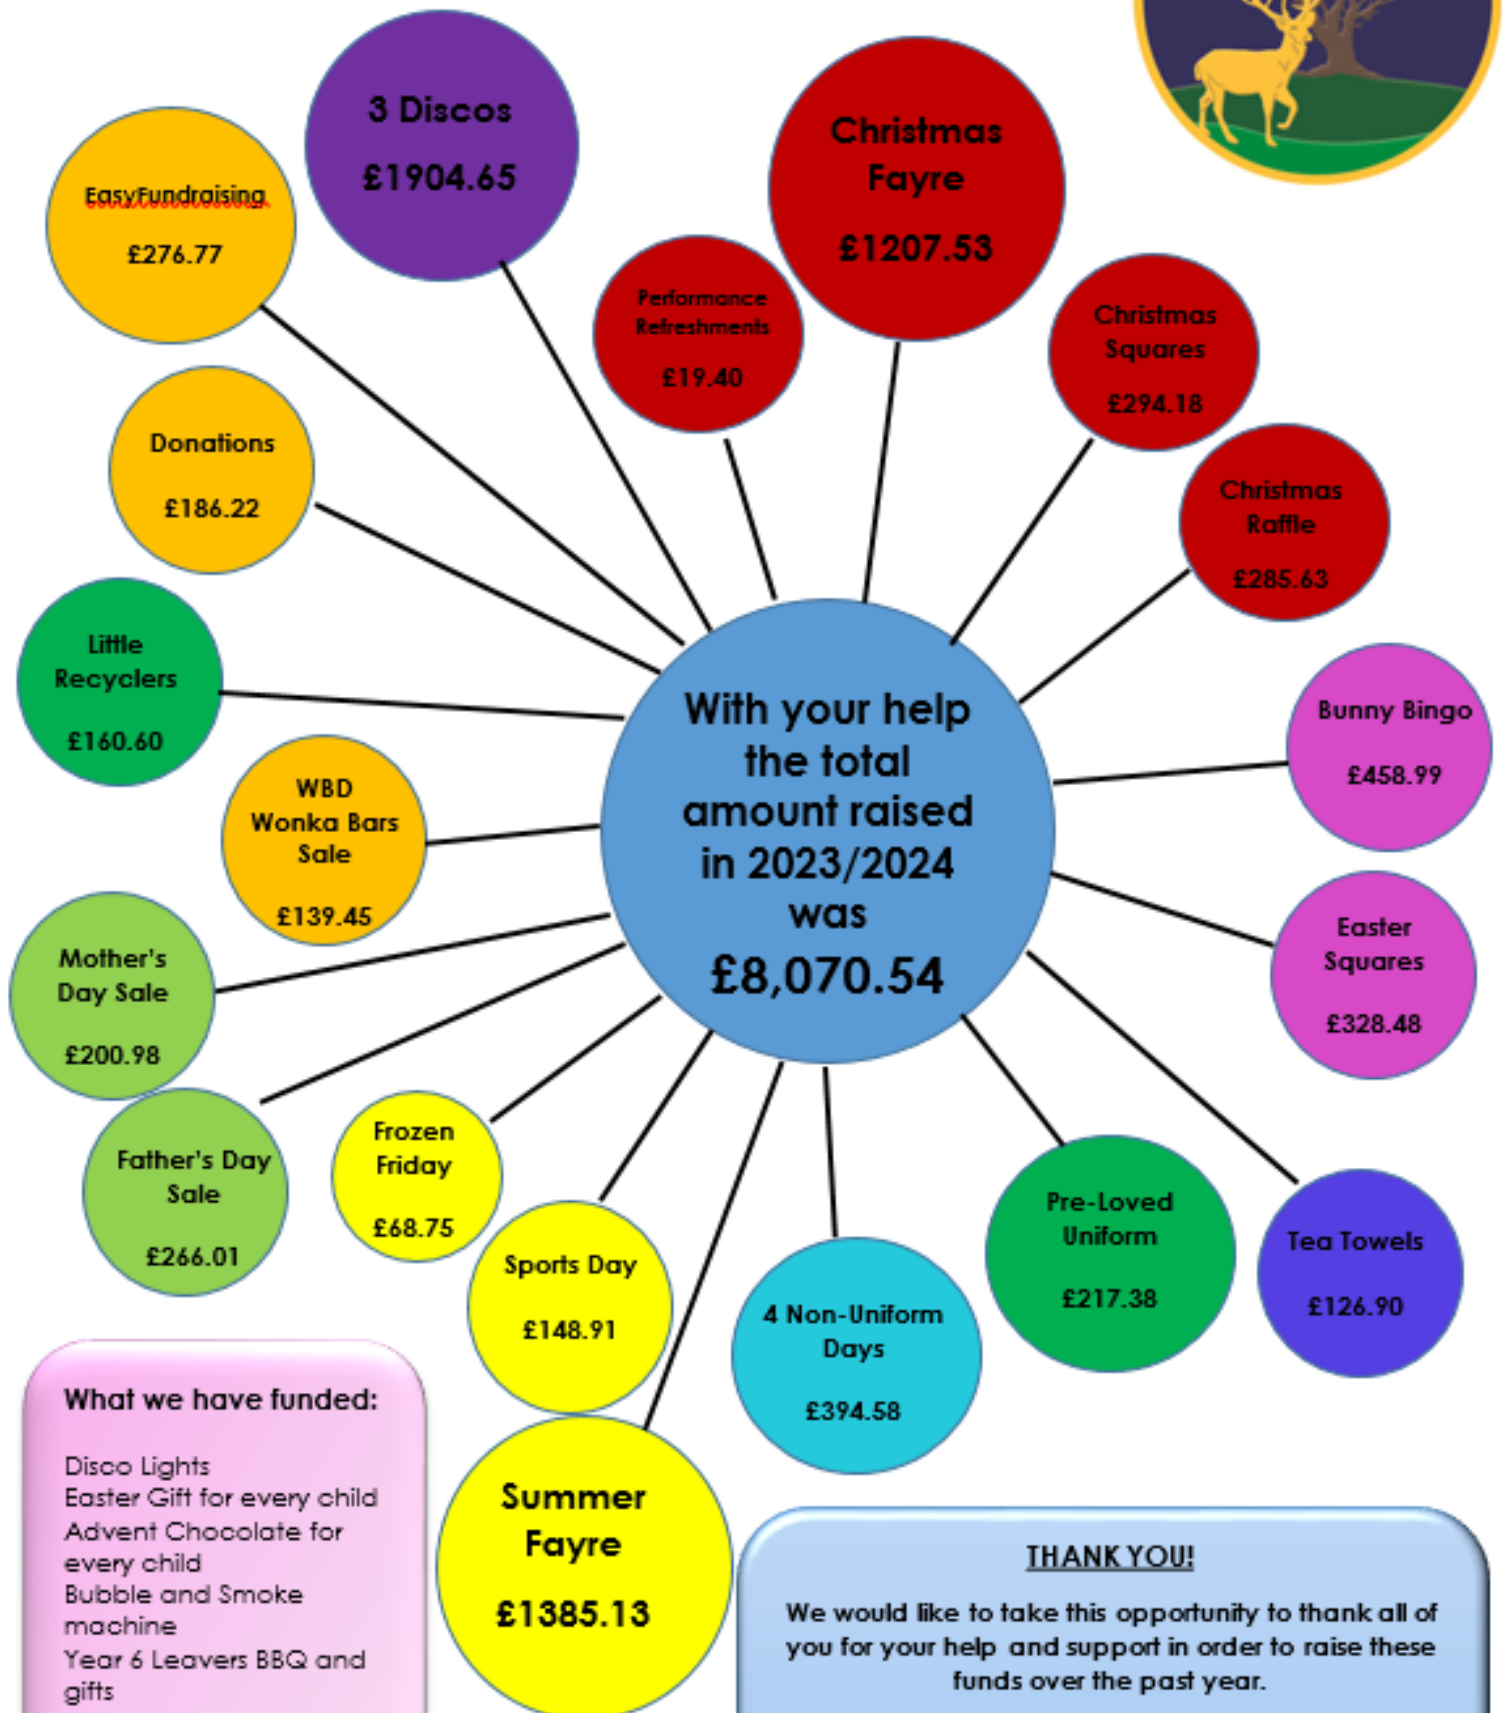 3 Discos
£1904.65
Christmas
Fayre
£1207.53
EasyFundraising
£276.77
Performance
Refreshments
£19.40
Christmas
Squares
£294.18
Donations
£186.22
Christmas
Raffle
£285.63
Little
Recyclers
£160.60
With your help
the total
amount raised
in 2023/2024
was
£8,070.54
Bunny Bingo
£458.99
WBD
Wonka Bars
Sale
£139.45
Easter
Squares
£328.48
Mother's
Day Sale
£200.98
Father's Day
Sale
£266.01
Frozen
Friday
£68.75
Sports Day
£148.91
4 Non-Uniform
Days
£394.58
Pre-Loved
Uniform
£217.38
Tea Towels
£126.90
Summer
Fayre
£1385.13
What we have funded:
Disco Lights
Easter Gift for every child
Advent Chocolate for
every child
Bubble and Smoke
machine
Year 6 Leavers BBQ and
gifts
THANK YOU!
We would like to take this opportunity to thank all of
you for your help and support in order to raise these
funds over the past year.